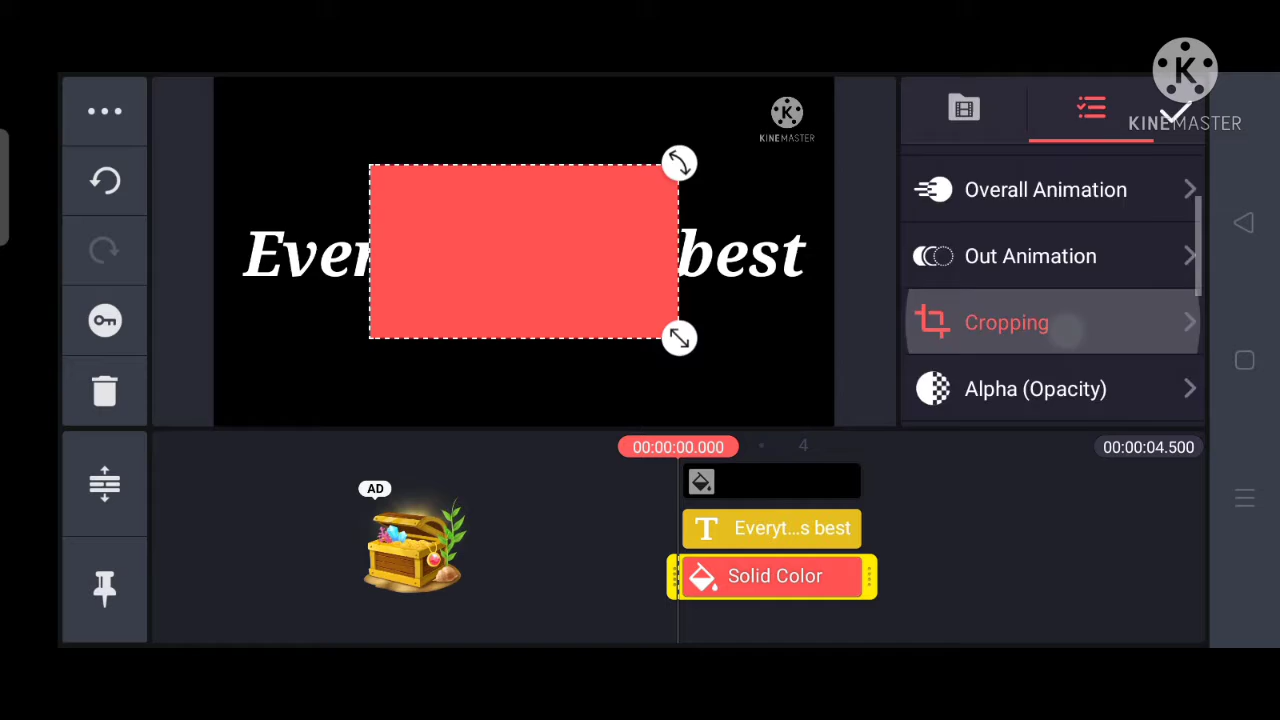 KINEMASTER
KINEMASTER
Ever
best
Overall Animation
Out Animation
Cropping
Alpha (Opacity)
00:00:00.000
4
00:00:04.500
AD
T Everyt...s best
Solid Color